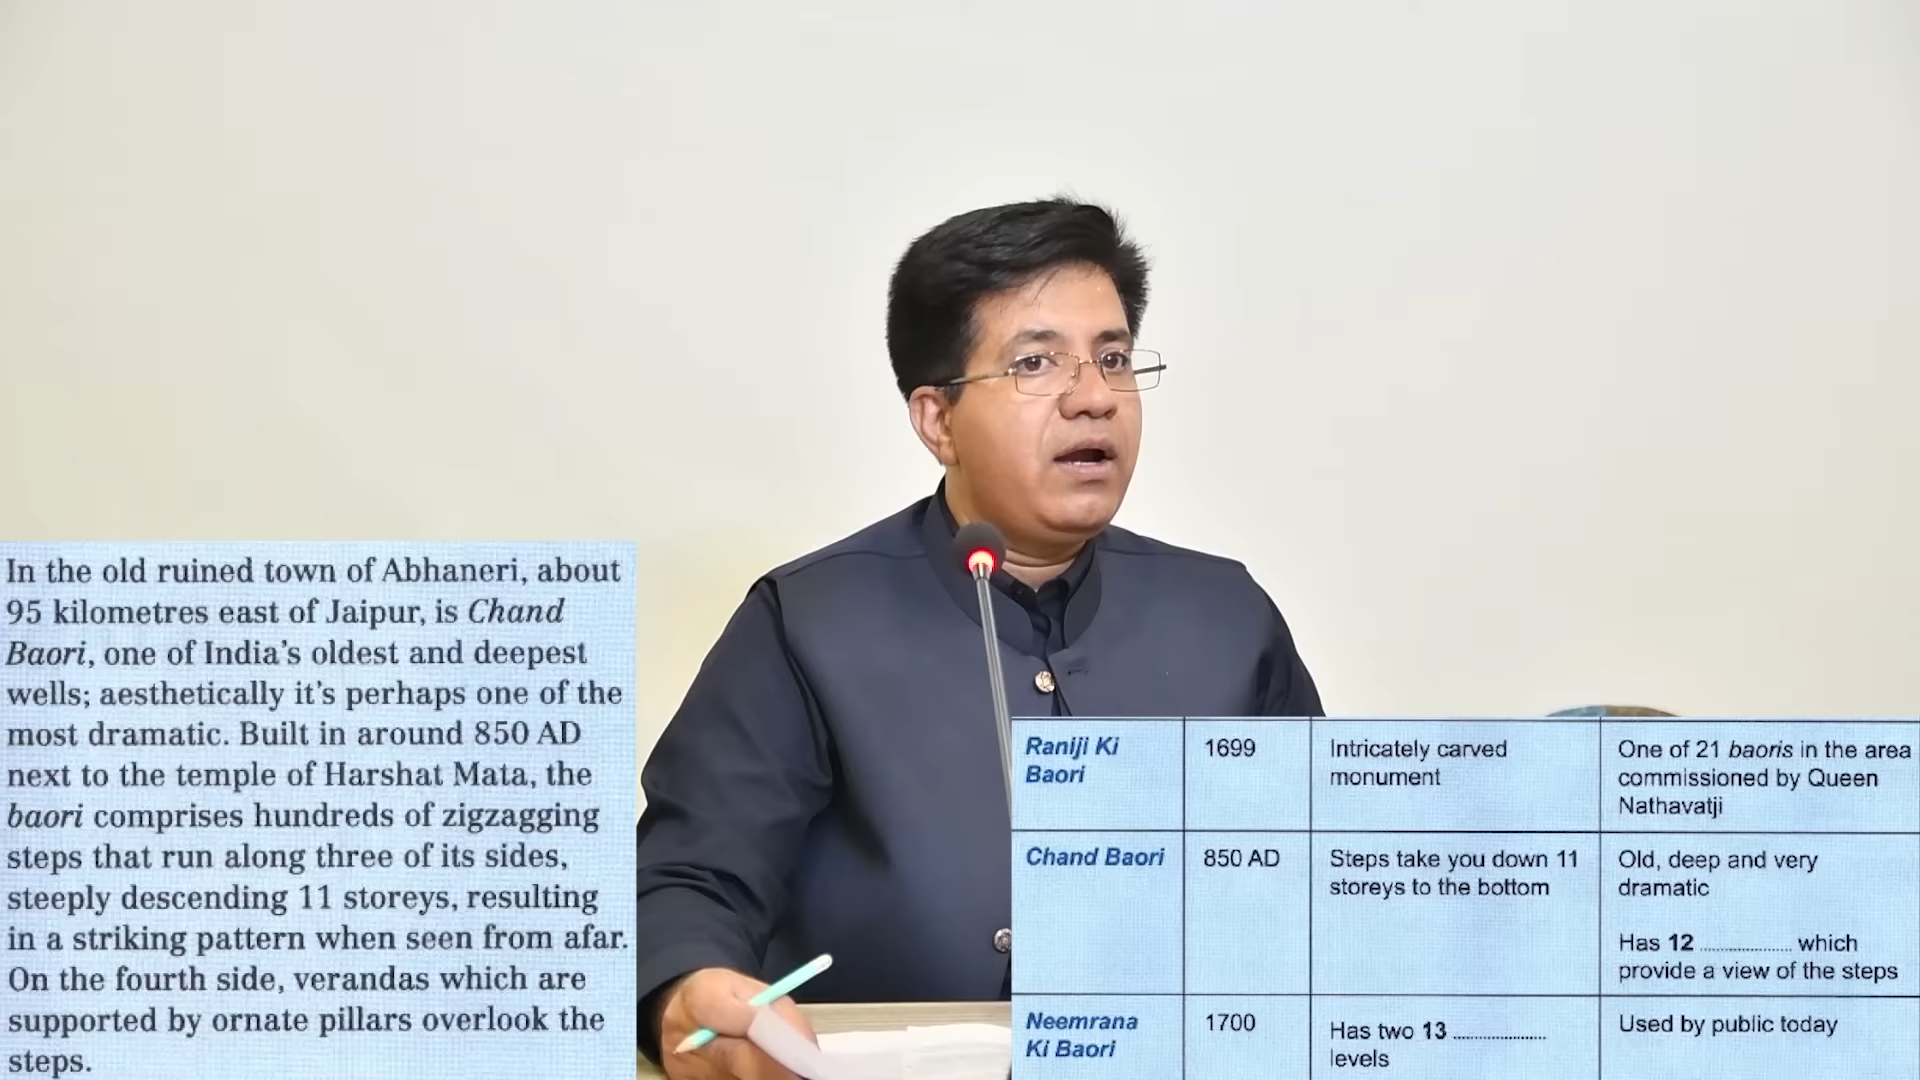 In the old ruined town of Abhaneri, about
95 kilometres east of Jaipur, is Chand
Baori, one of India's oldest and deepest
wells; aesthetically it's perhaps one of the
most dramatic. Built in around 850 AD
next to the temple of Harshat Mata, the
baori comprises hundreds of zigzagging
steps that run along three of its sides,
steeply descending 11 storeys, resulting
in a striking pattern when seen from afar.
On the fourth side, verandas which are
supported by ornate pillars overlook the
steps.
Raniji Ki
Baori
1699
Intricately carved
monument
One of 21 baoris in the area
commissioned by Queen
Nathavatji
Chand Baori
850 AD
Steps take you down 11
storeys to the bottom
Old, deep and very
dramatic
Has 12 .................... which
provide a view of the steps
Neemrana
Ki Baori
1700
Has two 13 ....................
levels
Used by public today